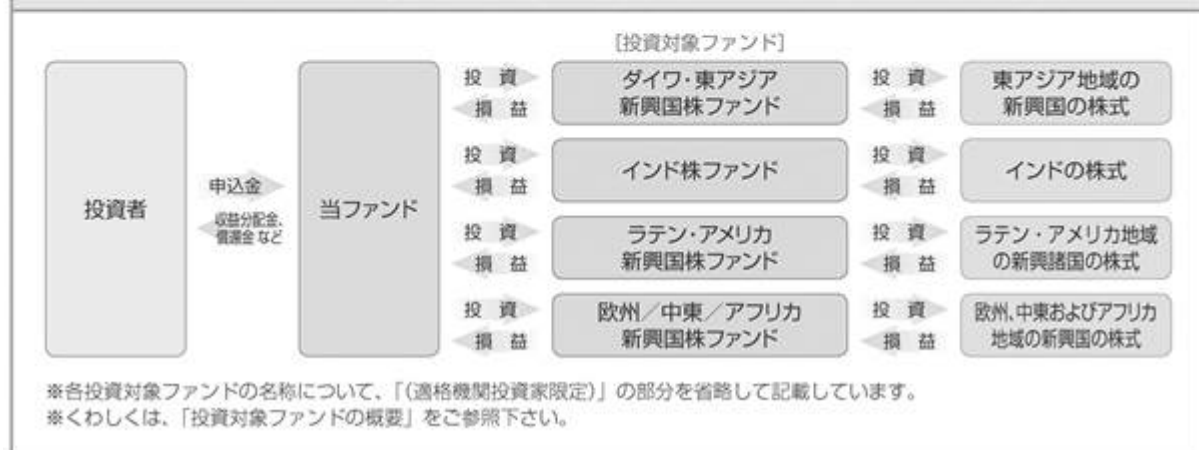 [投資対象ファンド]
投資者
申込金
収益分配金、
償還金 など
当ファンド
投 資
損 益
ダイワ・東アジア
新興国株ファンド
投 資
損 益
東アジア地域の
新興国の株式
投 資
損 益
インド株ファンド
投 資
損 益
インドの株式
投 資
損 益
ラテン・アメリカ
新興国株ファンド
投 資
損 益
ラテン・アメリカ地域
の新興諸国の株式
投 資
損 益
欧州/中東/アフリカ
新興国株ファンド
投 資
損 益
欧州、中東およびアフリカ
地域の新興国の株式
※各投資対象ファンドの名称について、「(適格機関投資家限定)」の部分を省略して記載しています。
※くわしくは、「投資対象ファンドの概要」をご参照下さい。